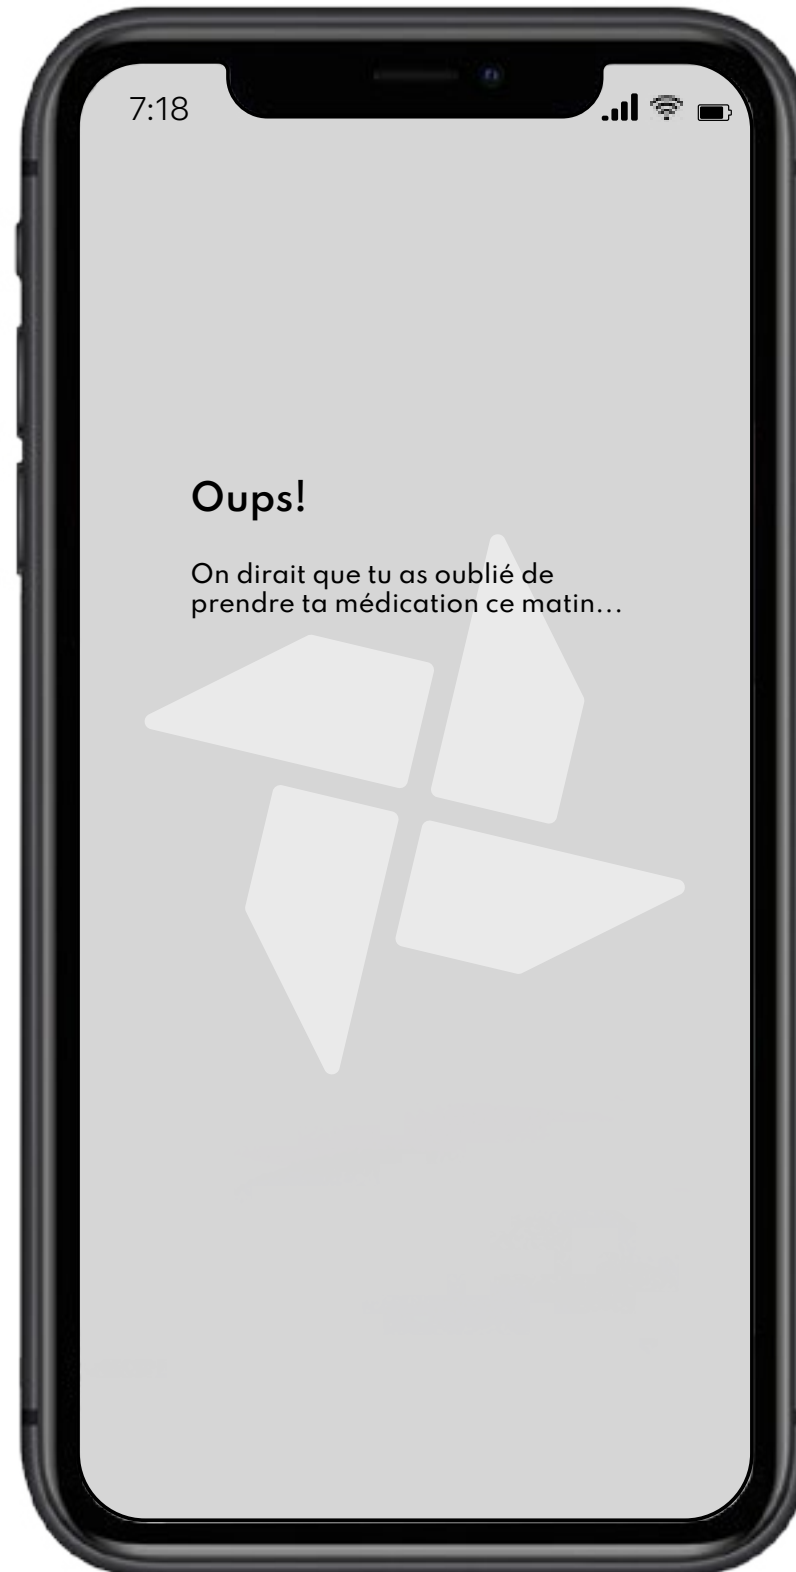 7:18
Oups!
On dirait que tu as oublié de
prendre ta médication ce matin...